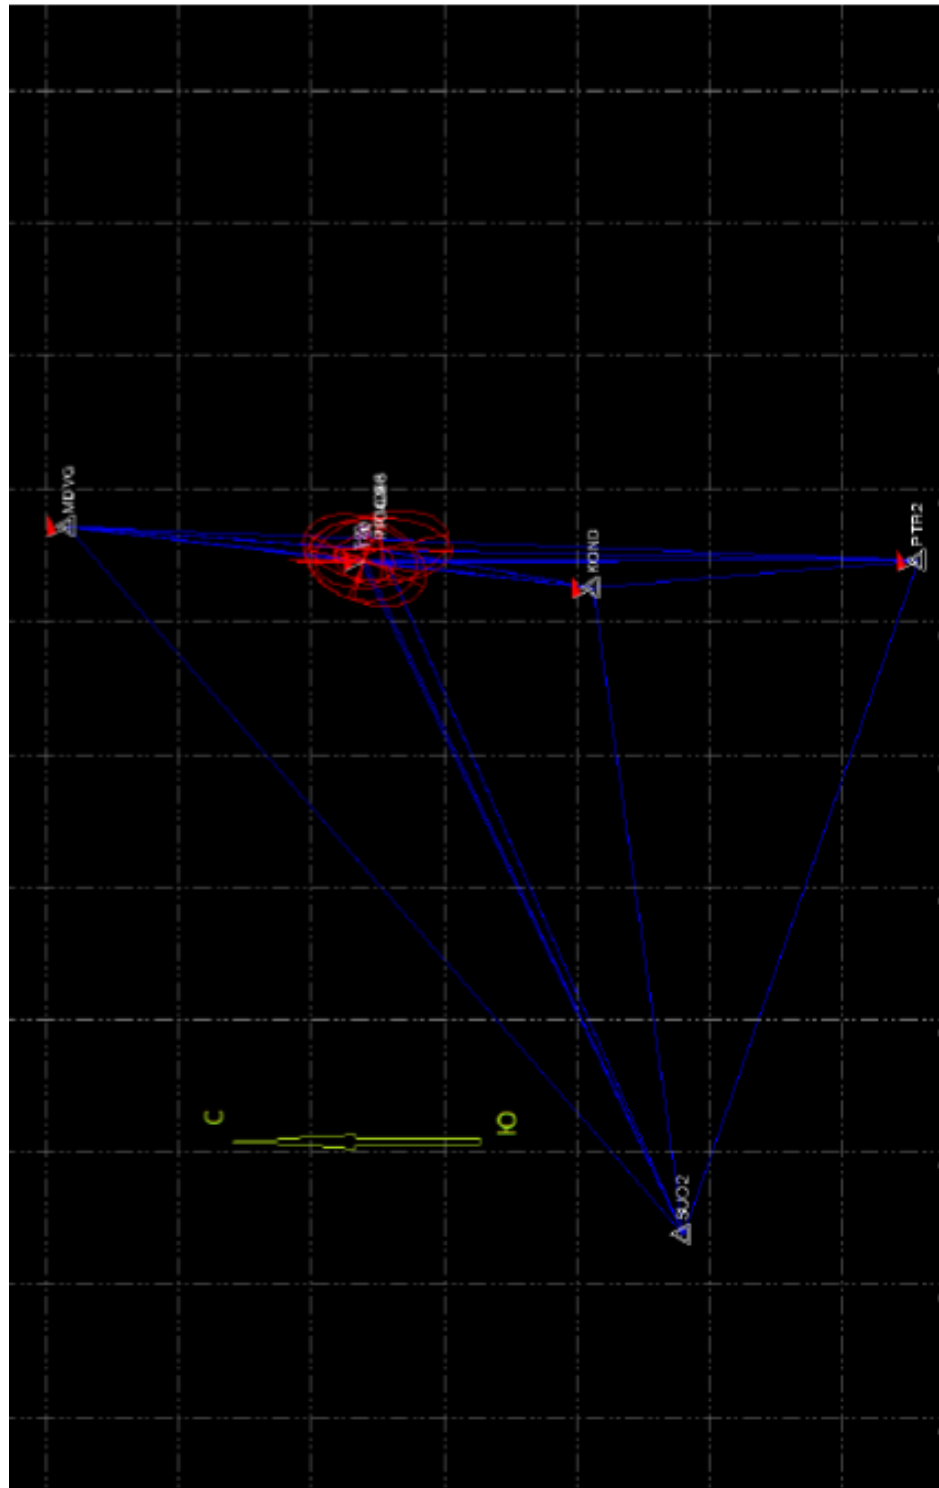 MDVG
KOND
PTR2
С
Ю
SUO2